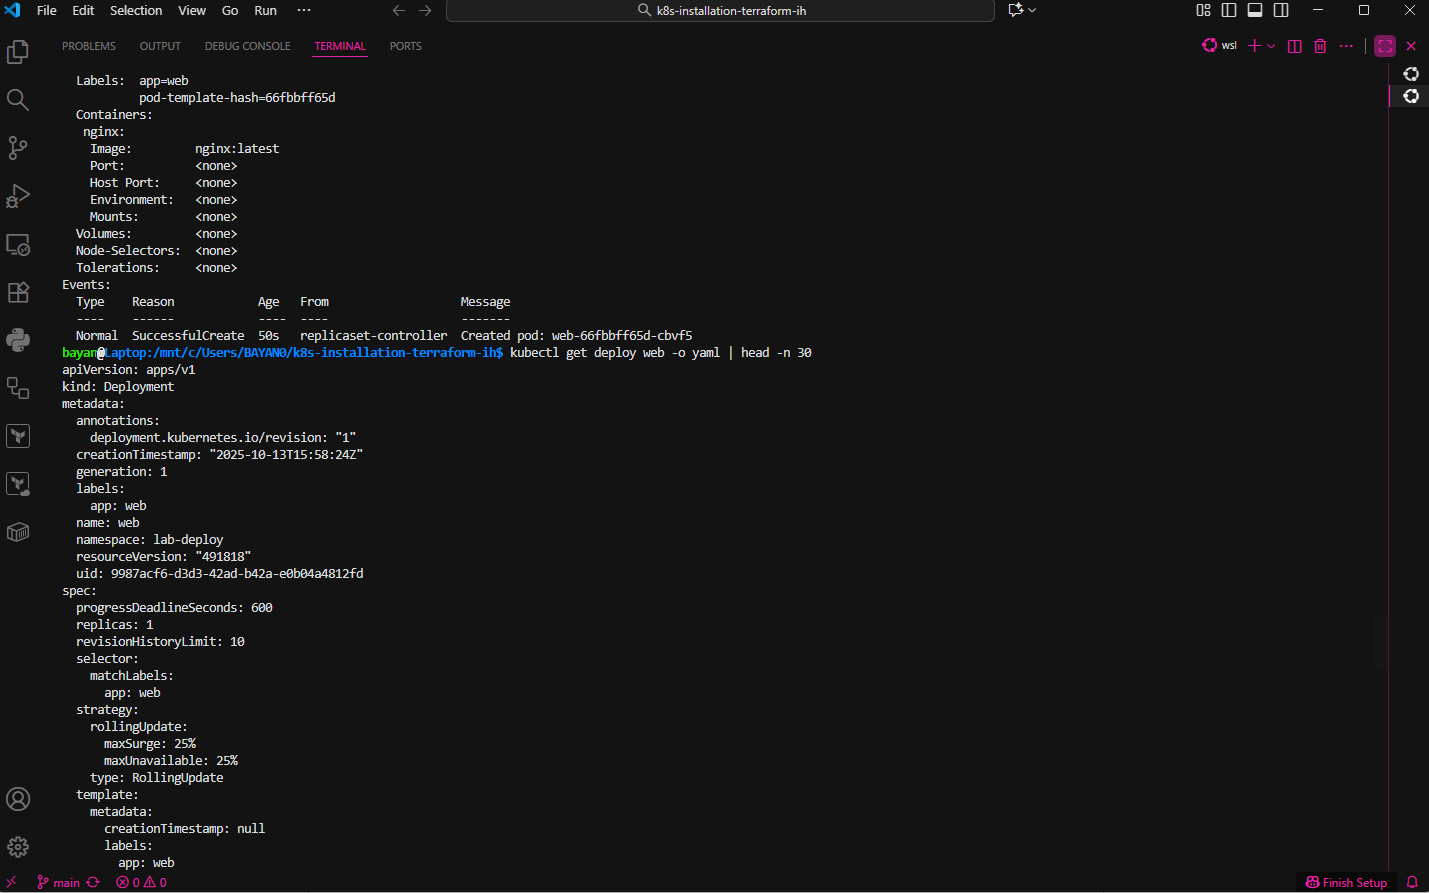 File Edit Selection View Go Run ··· k8s-installation-terraform-ih
PROBLEMS OUTPUT DEBUG CONSOLE TERMINAL PORTS wsl
Labels:  app=web
         pod-template-hash=66fbbff65d
Containers:
 nginx:
  Image:         nginx:latest
  Port:          <none>
  Host Port:     <none>
  Environment:   <none>
  Mounts:        <none>
Volumes:         <none>
Node-Selectors:  <none>
Tolerations:     <none>
Events:
  Type    Reason            Age   From                   Message
  ----    ------            ----  ----                   -------
  Normal  SuccessfulCreate  50s   replicaset-controller  Created pod: web-66fbbff65d-cbvf5
bayan@Laptop:/mnt/c/Users/BAYAN0/k8s-installation-terraform-ih$ kubectl get deploy web -o yaml | head -n 30
apiVersion: apps/v1
kind: Deployment
metadata:
  annotations:
    deployment.kubernetes.io/revision: "1"
  creationTimestamp: "2025-10-13T15:58:24Z"
  generation: 1
  labels:
    app: web
  name: web
  namespace: lab-deploy
  resourceVersion: "491818"
  uid: 9987acf6-d3d3-42ad-b42a-e0b04a4812fd
spec:
  progressDeadlineSeconds: 600
  replicas: 1
  revisionHistoryLimit: 10
  selector:
    matchLabels:
      app: web
  strategy:
    rollingUpdate:
      maxSurge: 25%
      maxUnavailable: 25%
    type: RollingUpdate
  template:
    metadata:
      creationTimestamp: null
      labels:
        app: web
main 0 0 Finish Setup